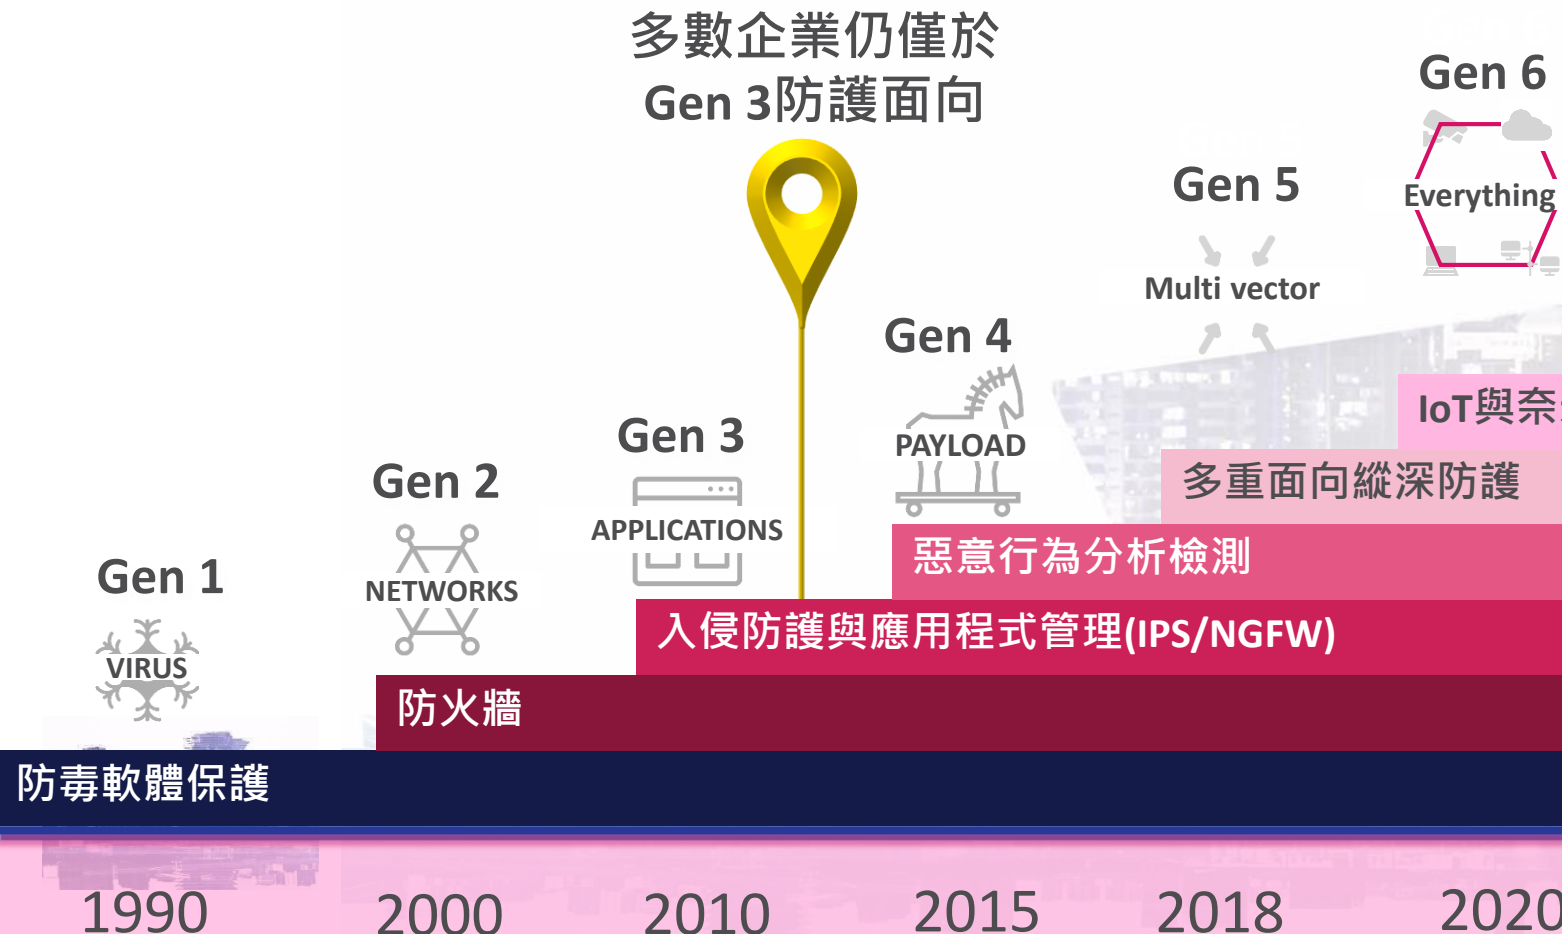 多數企業仍僅於
Gen 3防護面向
Gen 6
Everything
Gen 5
Multi vector
Gen 4
PAYLOAD
Gen 3
APPLICATIONS
Gen 2
NETWORKS
Gen 1
VIRUS
IoT與奈
多重面向縱深防護
惡意行為分析檢測
入侵防護與應用程式管理(IPS/NGFW)
防火牆
防毒軟體保護
1990
2000
2010
2015
2018
2020